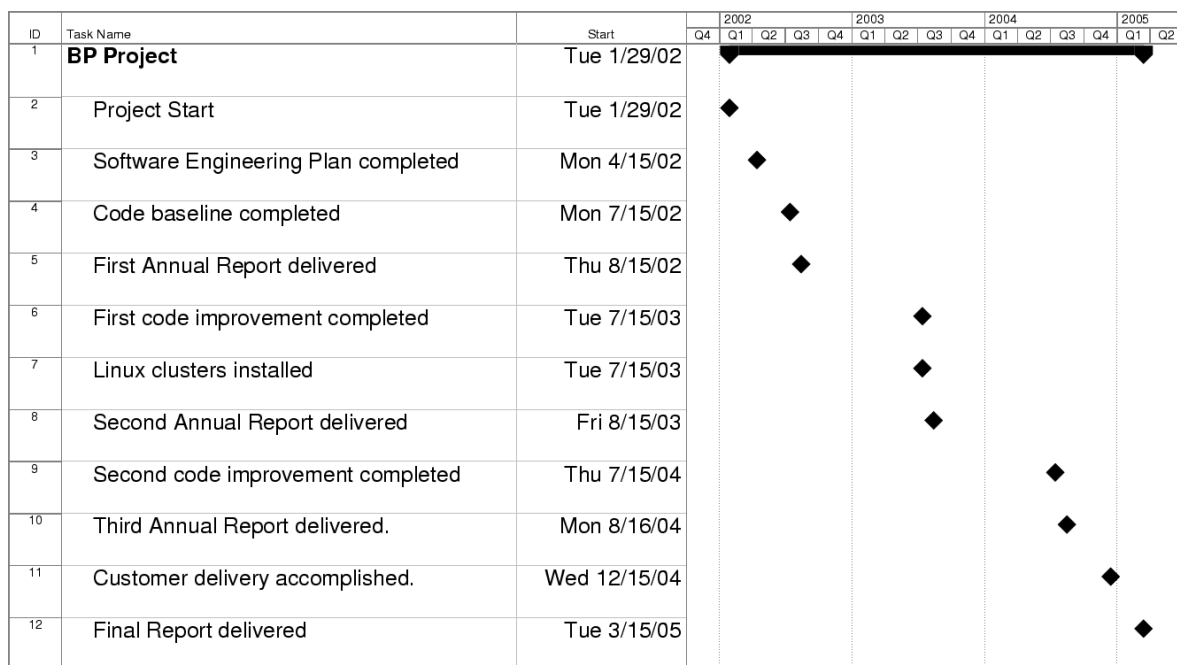 2002 2003 2004 2005
ID Task Name Start Q4 Q1 Q2 Q3 Q4 Q1 Q2 Q3 Q4 Q1 Q2 Q3 Q4 Q1 Q2
1 BP Project Tue 1/29/02
2 Project Start Tue 1/29/02
3 Software Engineering Plan completed Mon 4/15/02
4 Code baseline completed Mon 7/15/02
5 First Annual Report delivered Thu 8/15/02
6 First code improvement completed Tue 7/15/03
7 Linux clusters installed Tue 7/15/03
8 Second Annual Report delivered Fri 8/15/03
9 Second code improvement completed Thu 7/15/04
10 Third Annual Report delivered. Mon 8/16/04
11 Customer delivery accomplished. Wed 12/15/04
12 Final Report delivered Tue 3/15/05